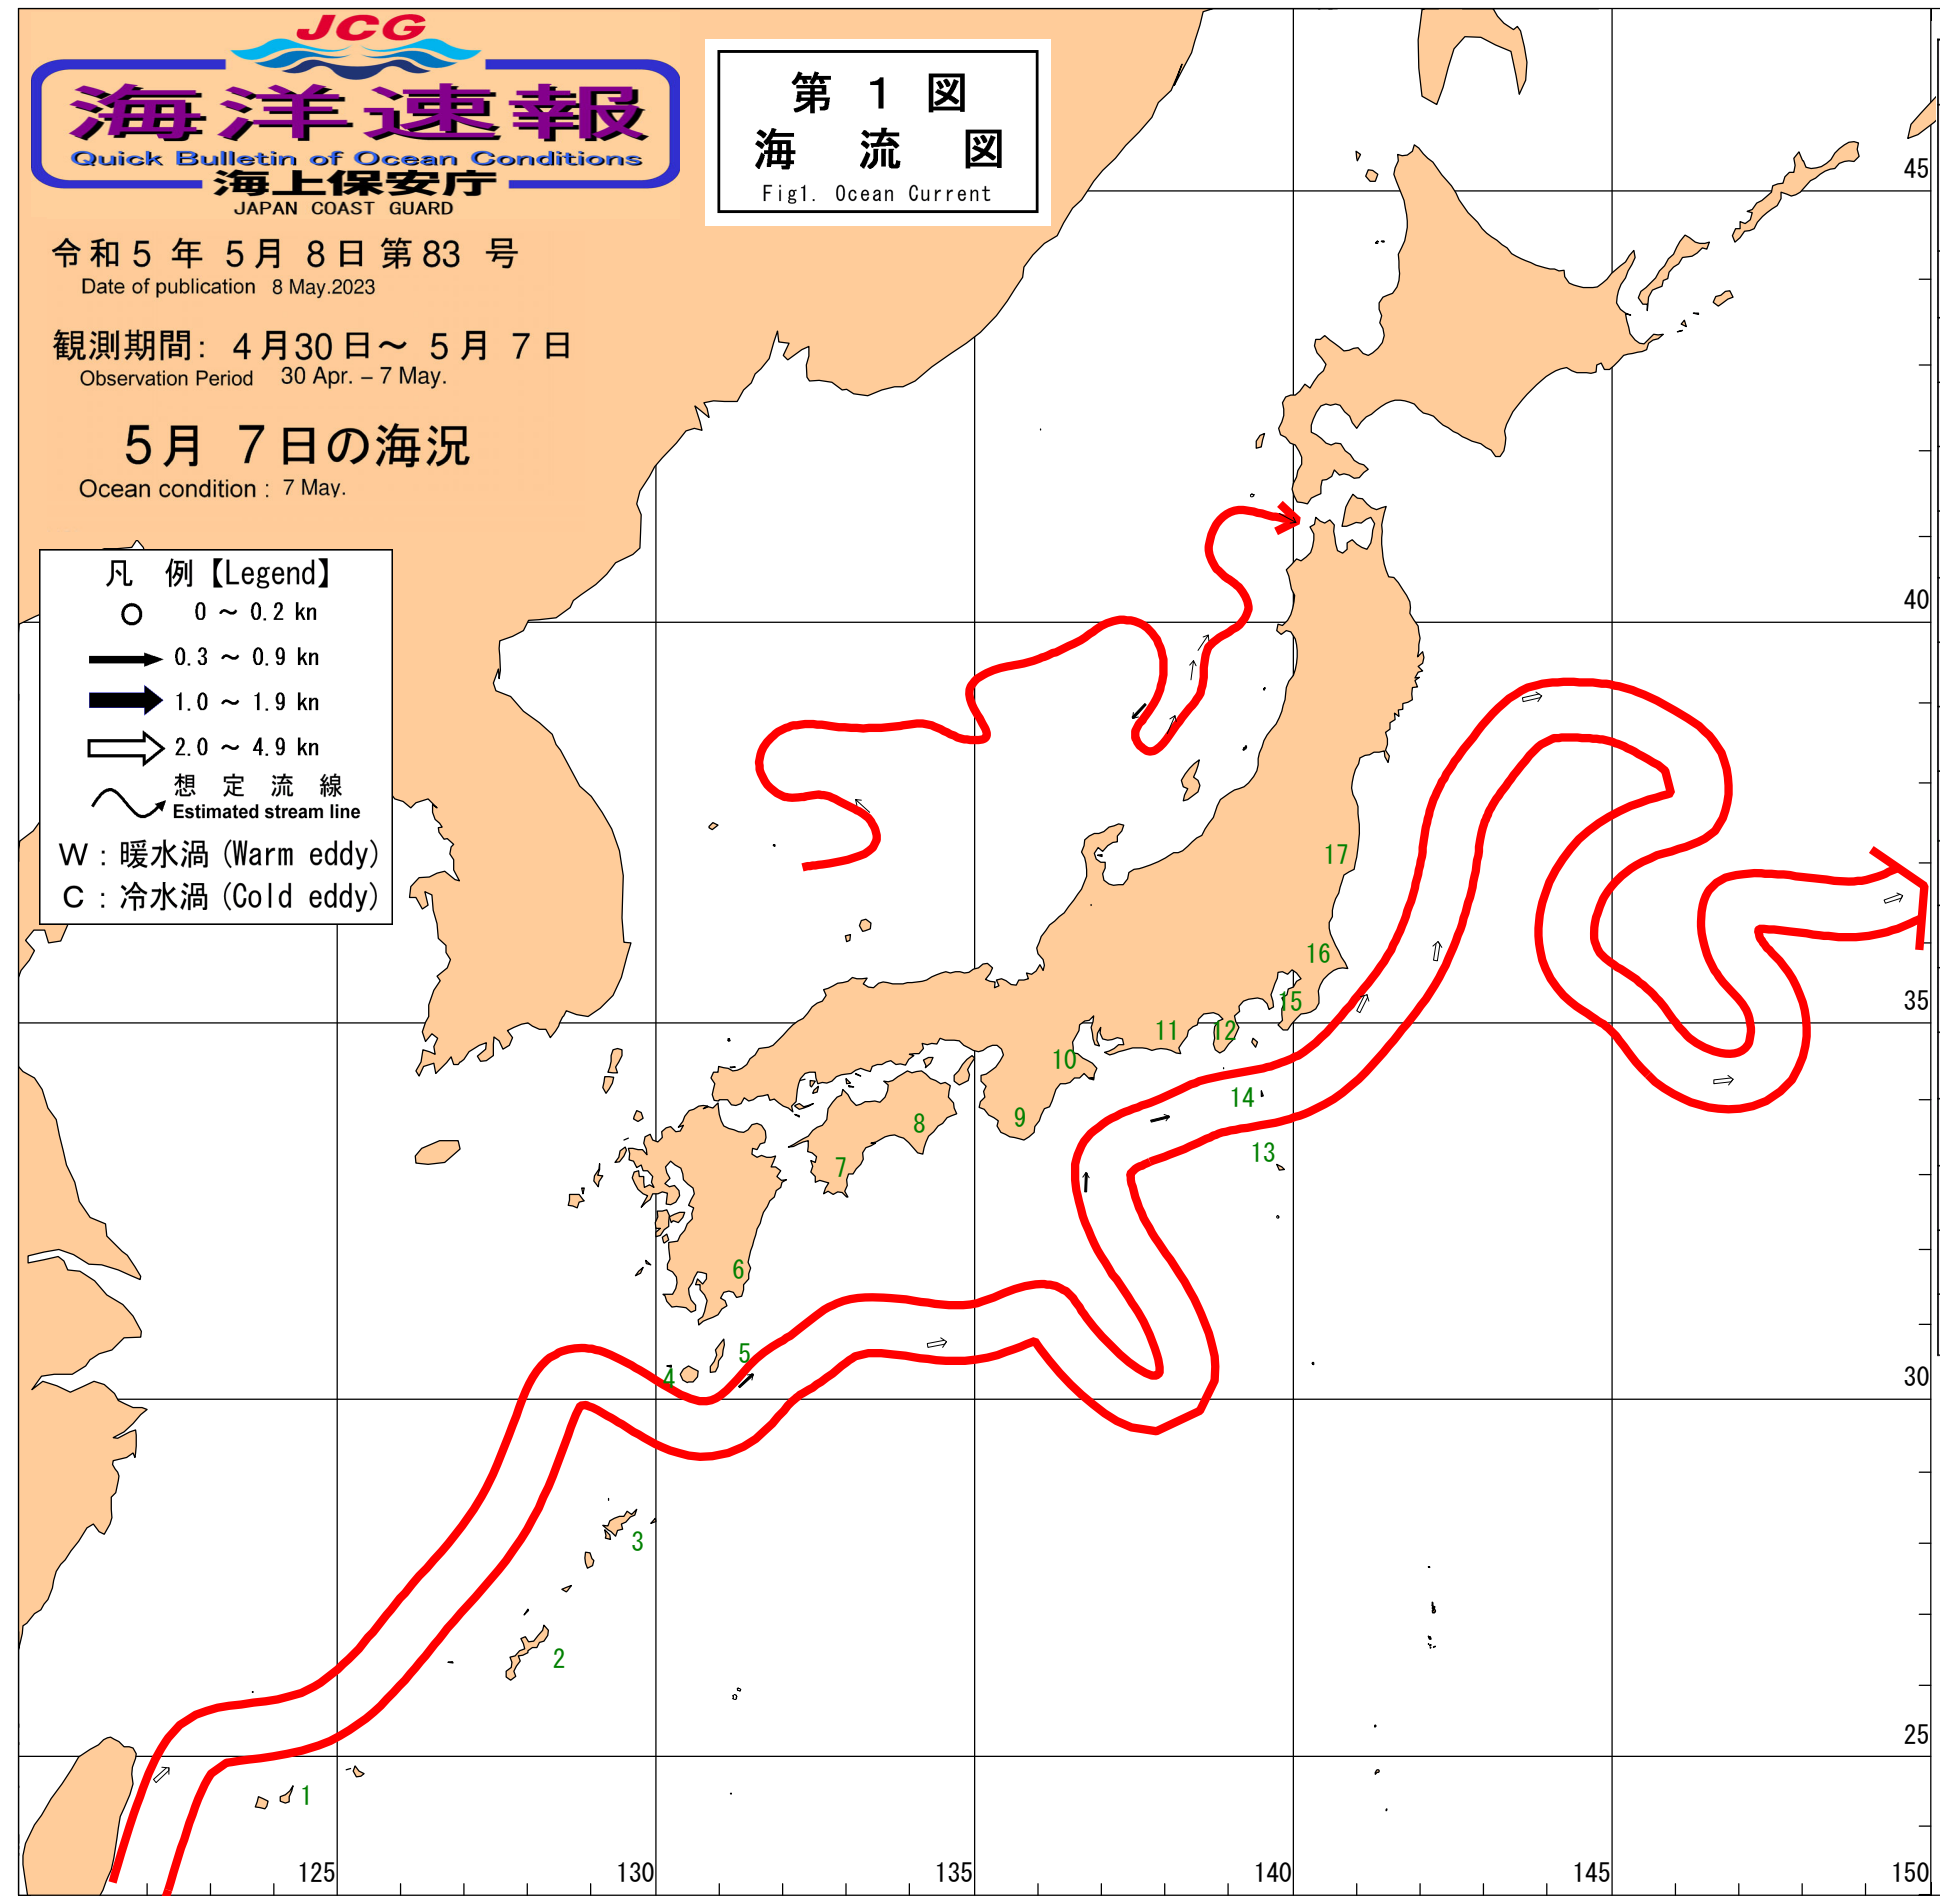 JCG
海洋速報
Quick Bulletin of Ocean Conditions
海上保安庁
JAPAN COAST GUARD
令和5年 5月 8日 第83 号
Date of publication 8 May.2023
観測期間: 4月30日～ 5月 7日
Observation Period 30 Apr. – 7 May.
5月 7日の海況
Ocean condition : 7 May.
第 1 図
海 流 図
Fig1. Ocean Current
凡 例【Legend】
0 ～ 0.2 kn
0.3 ～ 0.9 kn
1.0 ～ 1.9 kn
2.0 ～ 4.9 kn
想 定 流 線
Estimated stream line
W : 暖水渦 (Warm eddy)
C : 冷水渦 (Cold eddy)
45
40
17
16
35
15
12
11
10
14
9
8
13
7
6
5
4
30
3
2
25
1
125
130
135
140
145
150